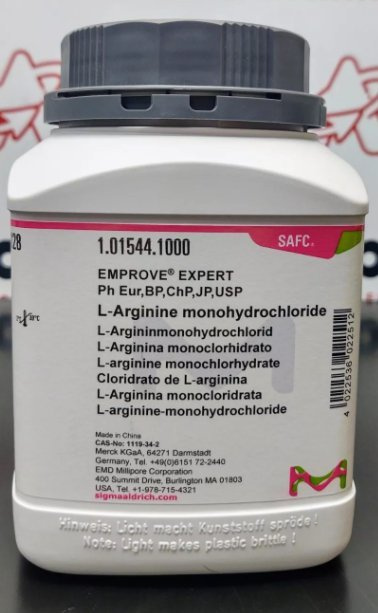 28
1.01544.1000
SAFC®
EMPROVE® EXPERT
Ph Eur,BP,ChP,JP,USP
L-Arginine monohydrochloride
L-Argininmonohydrochlorid
L-Arginina monoclorhidrato
L-arginine monochlorhydrate
Cloridrato de L-arginina
L-Arginina monocloridrata
L-arginine-monohydrochloride
4 022536 022512
Made in China
CAS-No: 1119-34-2
Merck KGaA, 64271 Darmstadt
Germany, Tel. +49(0)6151 72-2440
EMD Millipore Corporation
400 Summit Drive, Burlington MA 01803
USA, Tel. +1-978-715-4321
sigmaaldrich.com
Hinweis: Licht macht Kunststoff spröde !
Note: Light makes plastic brittle !